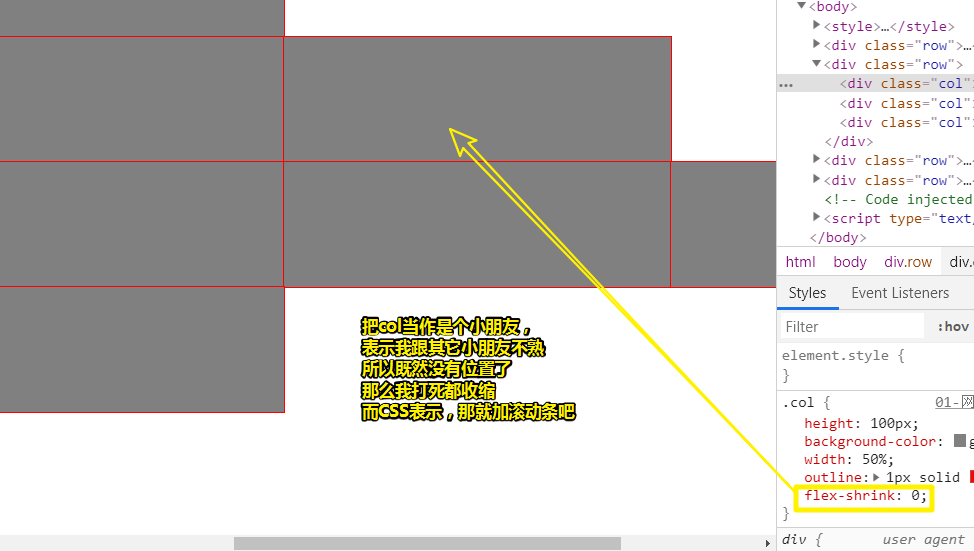 <body>
<style>…</style>
<div class="row">…
<div class="row">
<div class="col"
<div class="col"
<div class="col"
</div>
<div class="row">…
<div class="row">…
<!-- Code injected
<script type="text/
</body>
html body div.row div.
Styles Event Listeners
Filter :hov
element.style {
}
.col { 01-网
height: 100px;
background-color: g
width: 50%;
outline: 1px solid
flex-shrink: 0;
}
div { user agent
把col当作是个小朋友，
表示我跟其它小朋友不熟
所以既然没有位置了
那么我打死都收缩
而CSS表示，那就加滚动条吧